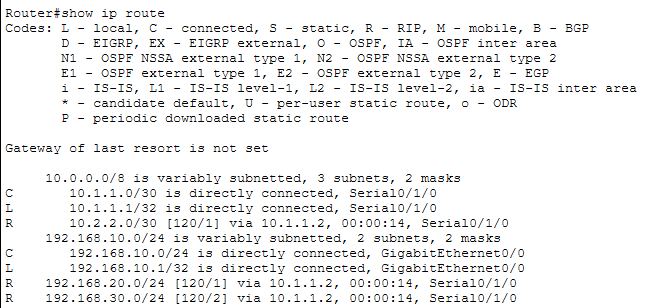 Router#show ip route
Codes: L - local, C - connected, S - static, R - RIP, M - mobile, B - BGP
       D - EIGRP, EX - EIGRP external, O - OSPF, IA - OSPF inter area
       N1 - OSPF NSSA external type 1, N2 - OSPF NSSA external type 2
       E1 - OSPF external type 1, E2 - OSPF external type 2, E - EGP
       i - IS-IS, L1 - IS-IS level-1, L2 - IS-IS level-2, ia - IS-IS inter area
       * - candidate default, U - per-user static route, o - ODR
       P - periodic downloaded static route
Gateway of last resort is not set
     10.0.0.0/8 is variably subnetted, 3 subnets, 2 masks
C       10.1.1.0/30 is directly connected, Serial0/1/0
L       10.1.1.1/32 is directly connected, Serial0/1/0
R       10.2.2.0/30 [120/1] via 10.1.1.2, 00:00:14, Serial0/1/0
     192.168.10.0/24 is variably subnetted, 2 subnets, 2 masks
C       192.168.10.0/24 is directly connected, GigabitEthernet0/0
L       192.168.10.1/32 is directly connected, GigabitEthernet0/0
R    192.168.20.0/24 [120/1] via 10.1.1.2, 00:00:14, Serial0/1/0
R    192.168.30.0/24 [120/2] via 10.1.1.2, 00:00:14, Serial0/1/0